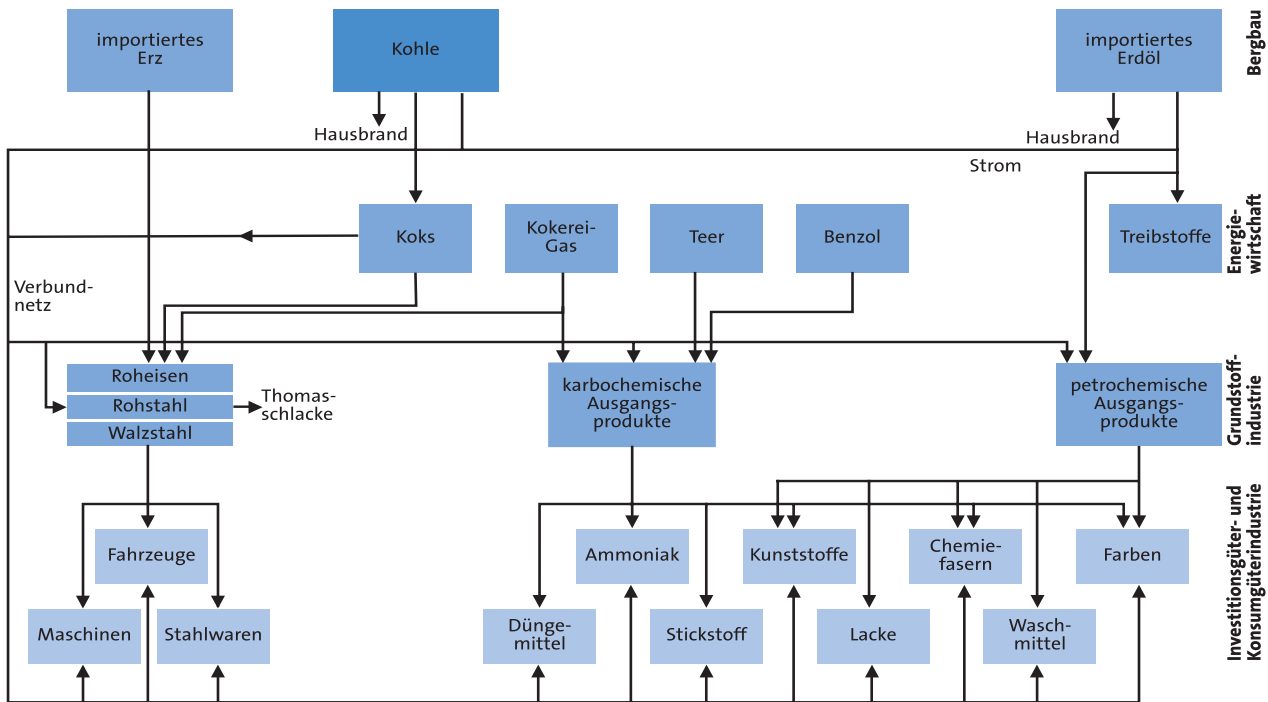 importiertes
Erz
Kohle
importiertes
Erdöl
Bergbau
Hausbrand
Hausbrand
Strom
Koks
Kokerei-
Gas
Teer
Benzol
Treibstoffe
Energie-
wirtschaft
Verbund-
netz
Roheisen
Rohstahl
Walzstahl
Thomas-
schlacke
karbochemische
Ausgangs-
produkte
petrochemische
Ausgangs-
produkte
Grundstoff-
industrie
Fahrzeuge
Ammoniak
Kunststoffe
Chemie-
fasern
Farben
Maschinen
Stahlwaren
Dünge-
mittel
Stickstoff
Lacke
Wasch-
mittel
Investitionsgüter- und
Konsumgüterindustrie